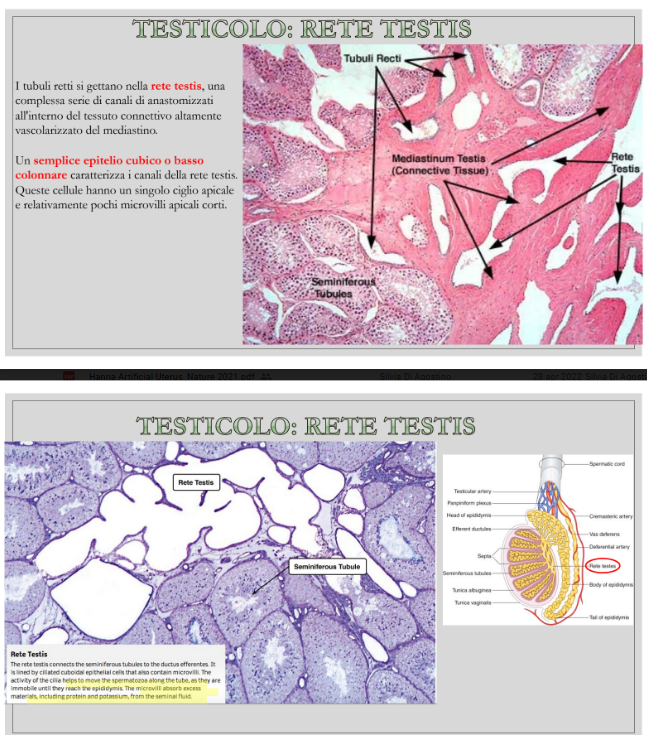 TESTICOLO: RETE TESTIS
I tubuli retti si gettano nella rete testis, una
complessa serie di canali di anastomizzati
all'interno del tessuto connettivo altamente
vascolarizzato del mediastino.
Un semplice epitelio cubico o basso
colonnare caratterizza i canali della rete testis.
Queste cellule hanno un singolo ciglio apicale
e relativamente pochi microvilli apicali corti.
Tubuli Recti
Mediastinum Testis
(Connective Tissue)
Rete
Testis
Seminiferous
Tubules
Hanna Artificial Uterus Nature 2021.pdf
Silvia Di Agostino
28 apr 2022 Silvia Di Agost
TESTICOLO: RETE TESTIS
Rete Testis
Seminiferous Tubule
Rete Testis
The rete testis connects the seminiferous tubules to the ductus efferentes. It
is lined by ciliated cuboidal epithelial cells that also contain microvilli. The
activity of the cilia helps to move the spermatozoa along the tube, as they are
immobile until they reach the epididymis. The microvilli absorb excess
materials, including protein and potassium, from the seminal fluid.
Spermatic cord
Testicular artery
Pampiniform plexus
Head of epididymis
Cremasteric artery
Efferent ductules
Vas deferens
Deferential artery
Septa
Rete testes
Seminiferous tubules
Body of epididymis
Tunica albuginea
Tunica vaginalis
Tail of epididymis